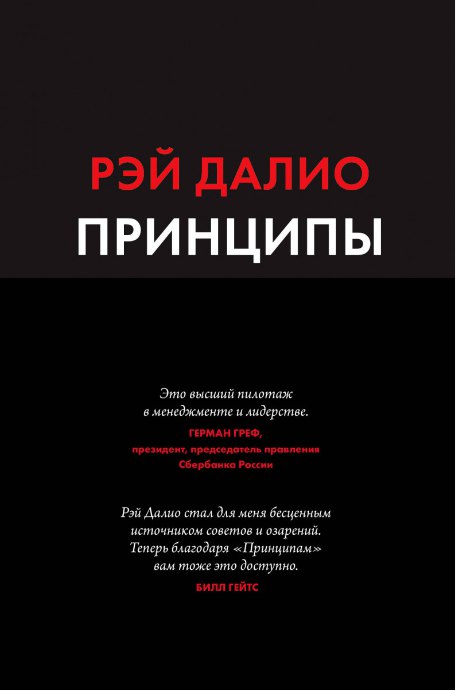 РЭЙ ДАЛИО
ПРИНЦИПЫ
Это высший пилотаж
в менеджменте и лидерстве.
ГЕРМАН ГРЕФ,
президент, председатель правления
Сбербанка России
Рэй Далио стал для меня бесценным
источником советов и озарений.
Теперь благодаря «Принципам»
вам тоже это доступно.
БИЛЛ ГЕЙТС